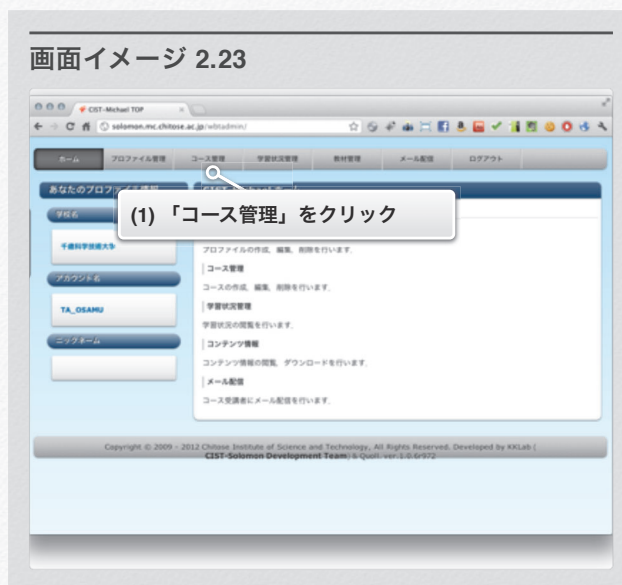 画面イメージ 2.23
CIST-Michael TOP
solomon.mc.chitose.ac.jp/wbtadmin/
ホーム プロファイル管理 コース管理 学習状況管理 教材管理 メール配信 ログアウト
あなたのプロファイル情報
学校名
千歳科学技術大学
アカウント名
TA_OSAMU
ニックネーム
(1) 「コース管理」をクリック
プロファイルの作成、編集、削除を行います.
コース管理
コースの作成、編集、削除を行います.
学習状況管理
学習状況の閲覧を行います.
コンテンツ情報
コンテンツ情報の閲覧、ダウンロードを行います.
メール配信
コース受講者にメール配信を行います.
Copyright © 2009 - 2012 Chitose Institute of Science and Technology, All Rights Reserved. Developed by KKLab (
CIST-Solomon Development Team) & Quoit. ver.1.0.6r972